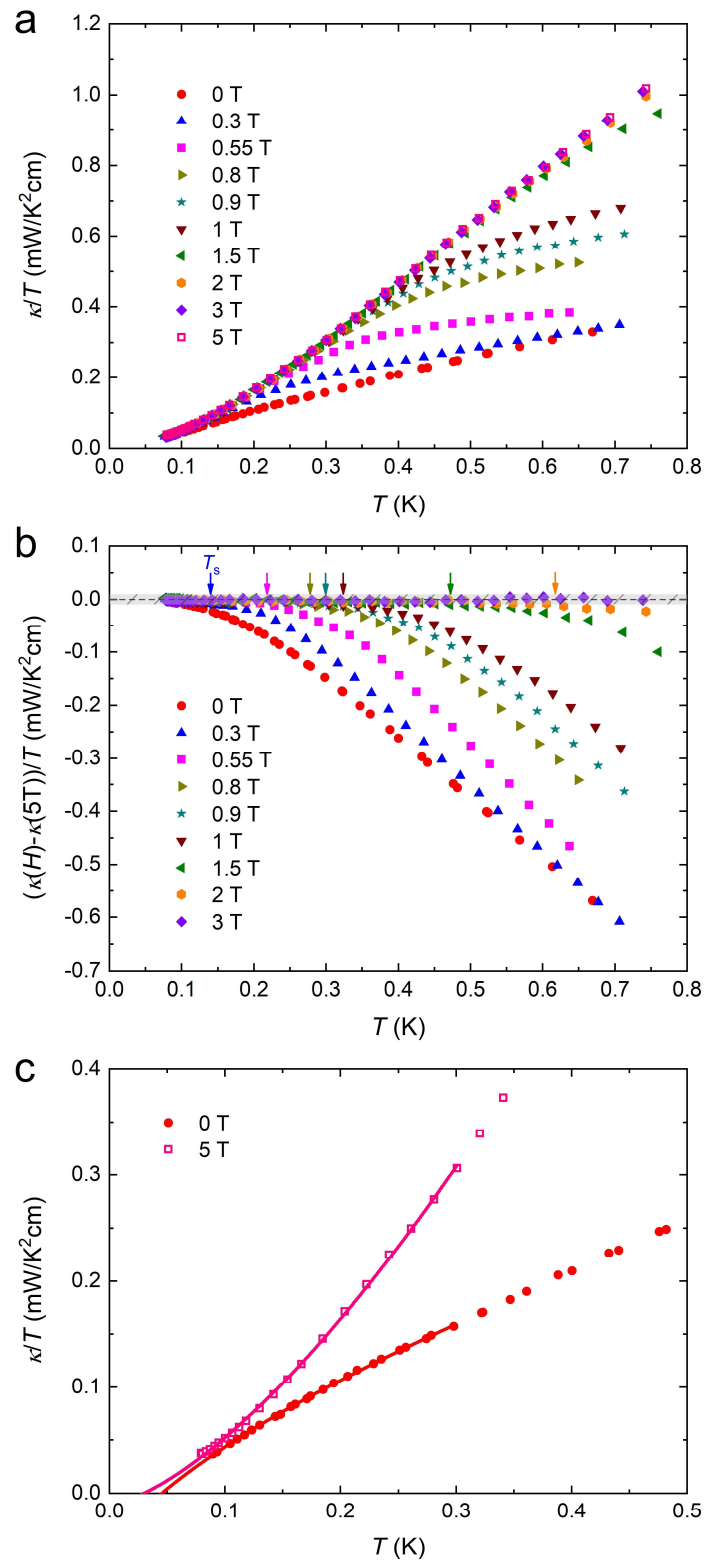 a
κ/T (mW/K²cm)
1.2
1.0
0.8
0.6
0.4
0.2
0.0
0 T
0.3 T
0.55 T
0.8 T
0.9 T
1 T
1.5 T
2 T
3 T
5 T
0.0 0.1 0.2 0.3 0.4 0.5 0.6 0.7 0.8
T (K)
b
(κ(H)-κ(5T))/T (mW/K²cm)
0.1
0.0
-0.1
-0.2
-0.3
-0.4
-0.5
-0.6
-0.7
Tₛ
0 T
0.3 T
0.55 T
0.8 T
0.9 T
1 T
1.5 T
2 T
3 T
0.0 0.1 0.2 0.3 0.4 0.5 0.6 0.7 0.8
T (K)
c
κ/T (mW/K²cm)
0.4
0.3
0.2
0.1
0.0
0 T
5 T
0.0 0.1 0.2 0.3 0.4 0.5
T (K)